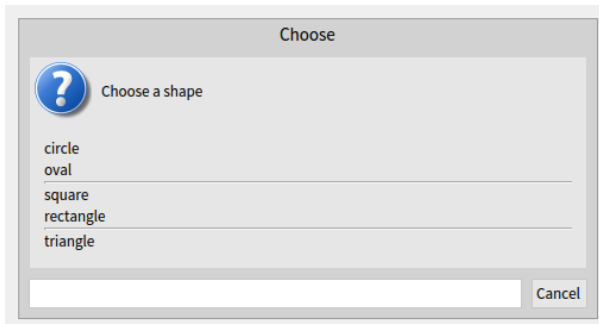 Choose
?
Choose a shape
circle
oval
square
rectangle
triangle
Cancel